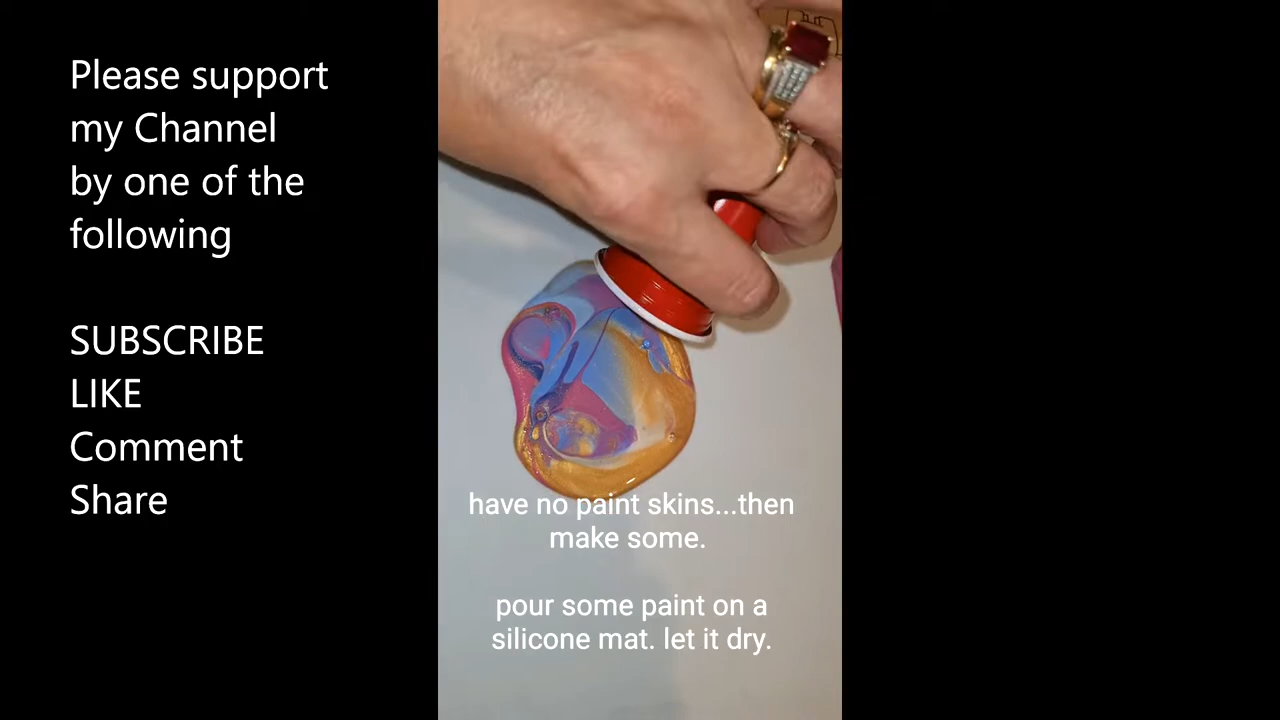 Please support
my Channel
by one of the
following
SUBSCRIBE
LIKE
Comment
Share
have no paint skins...then
make some.
pour some paint on a
silicone mat. let it dry.